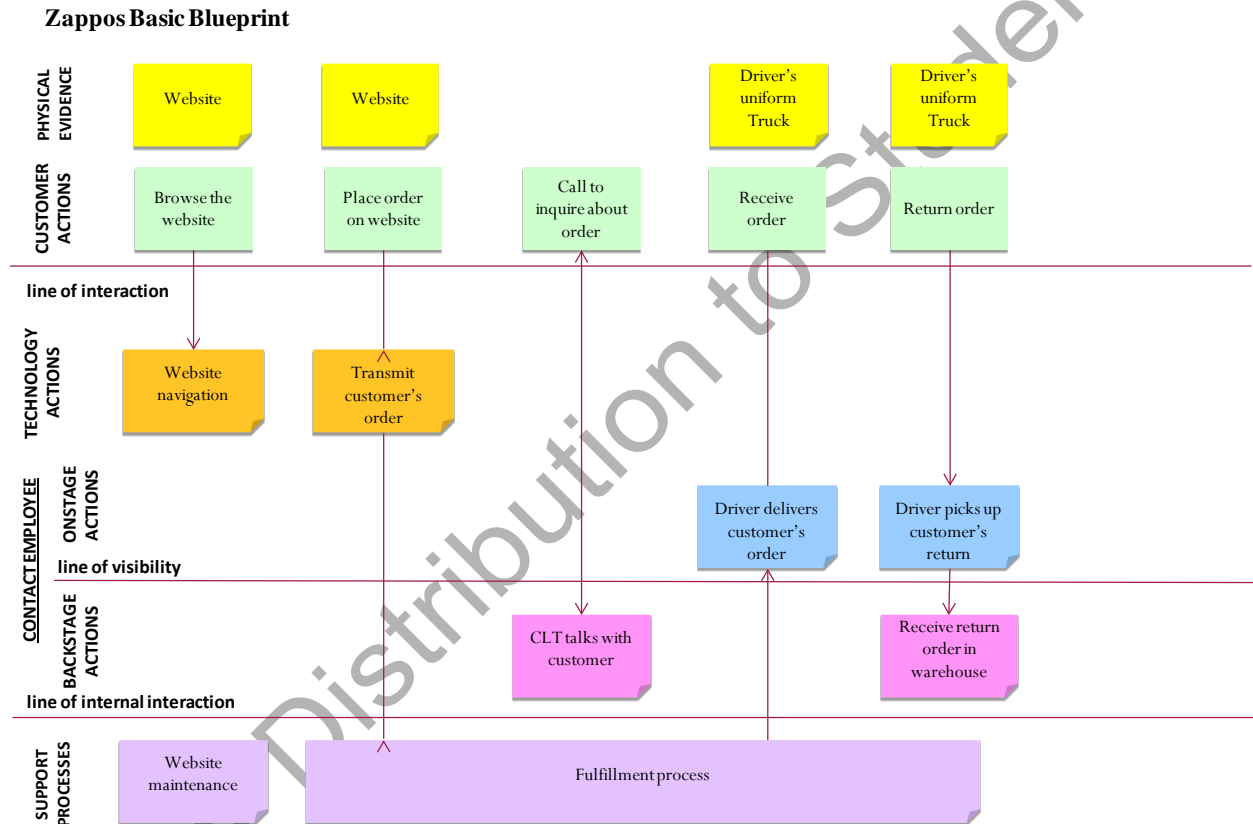 Zappos Basic Blueprint
PHYSICAL
EVIDENCE
Website
Website
Driver's
uniform
Truck
Driver's
uniform
Truck
CUSTOMER
ACTIONS
Browse the
website
Place order
on website
Call to
inquire about
order
Receive
order
Return order
line of interaction
TECHNOLOGY
ACTIONS
Website
navigation
Transmit
customer's
order
CONTACT EMPLOYEE
ONSTAGE
ACTIONS
Driver delivers
customer's
order
Driver picks up
customer's
return
line of visibility
BACKSTAGE
ACTIONS
CLT talks with
customer
Receive return
order in
warehouse
line of internal interaction
SUPPORT
PROCESSES
Website
maintenance
Fulfillment process
Distribution to